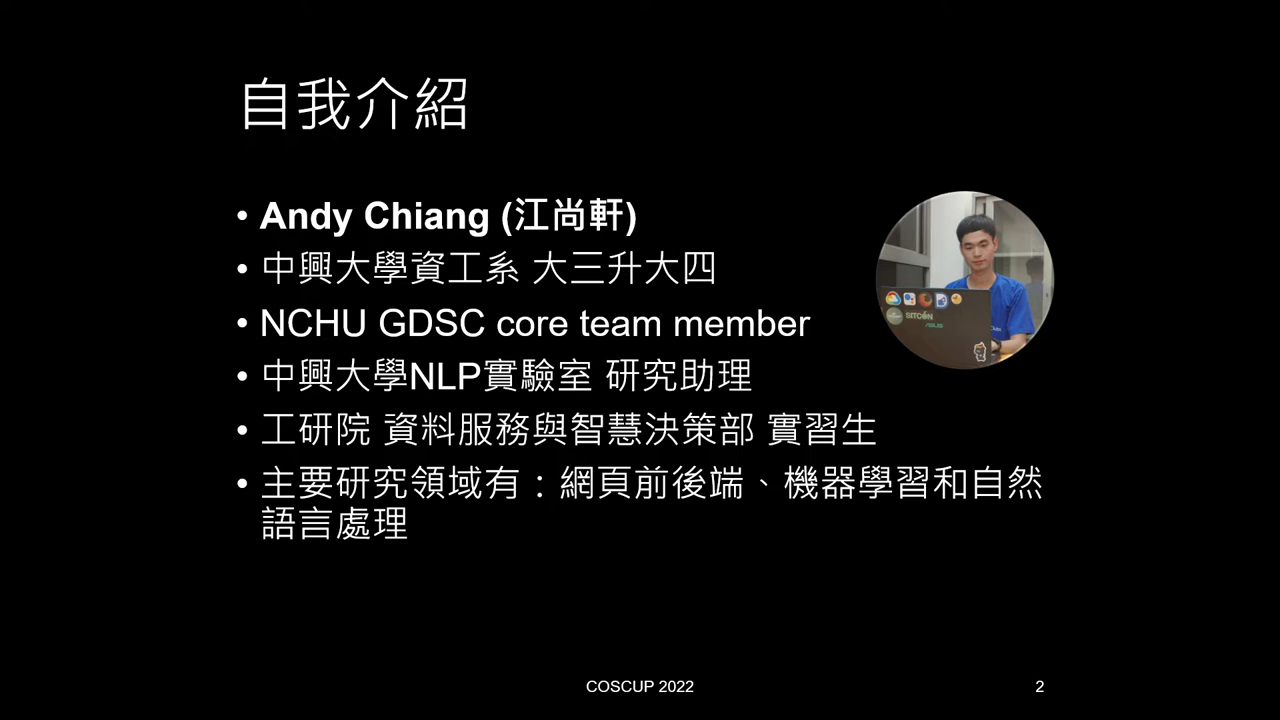 自我介紹
• Andy Chiang (江尚軒)
• 中興大學資工系 大三升大四
• NCHU GDSC core team member
• 中興大學NLP實驗室 研究助理
• 工研院 資料服務與智慧決策部 實習生
• 主要研究領域有：網頁前後端、機器學習和自然
語言處理
SITCON
COSCUP 2022
2